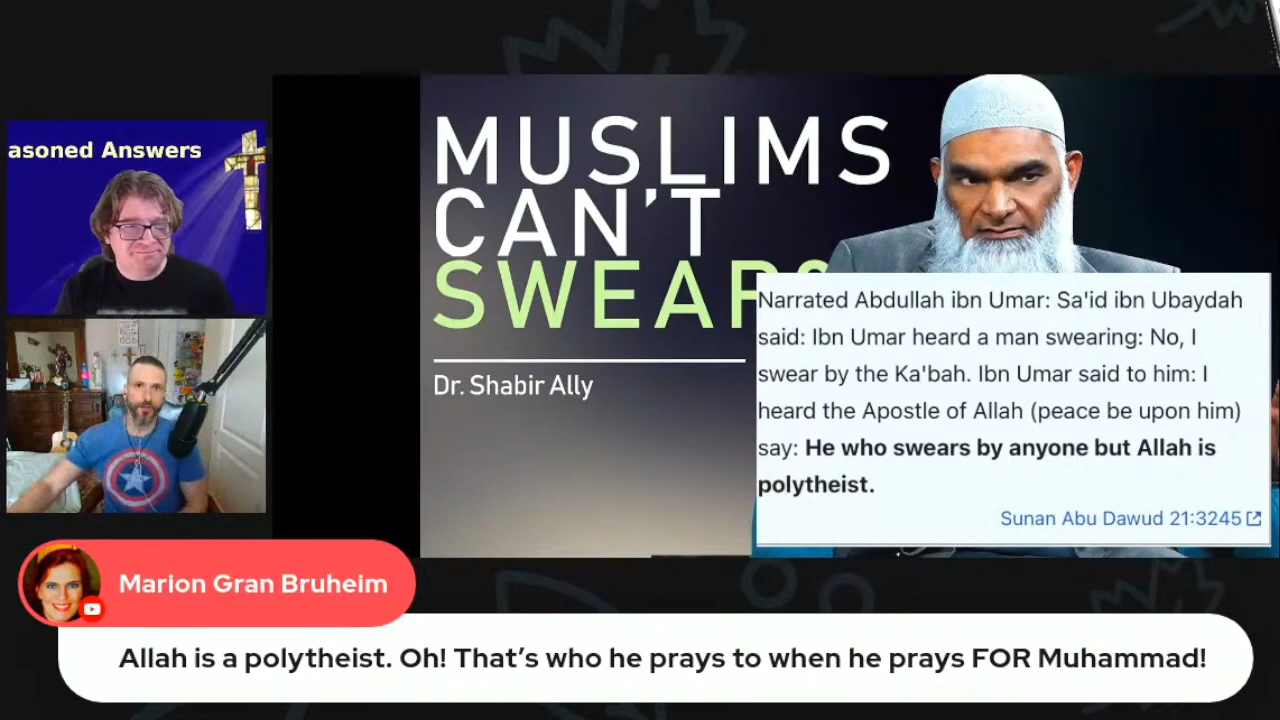 asoned Answers
MUSLIMS
CAN'T
SWEAR?
Dr. Shabir Ally
Narrated Abdullah ibn Umar: Sa'id ibn Ubaydah
said: Ibn Umar heard a man swearing: No, I
swear by the Ka'bah. Ibn Umar said to him: I
heard the Apostle of Allah (peace be upon him)
say: He who swears by anyone but Allah is
polytheist.
Sunan Abu Dawud 21:3245
Marion Gran Bruheim
Allah is a polytheist. Oh! That’s who he prays to when he prays FOR Muhammad!